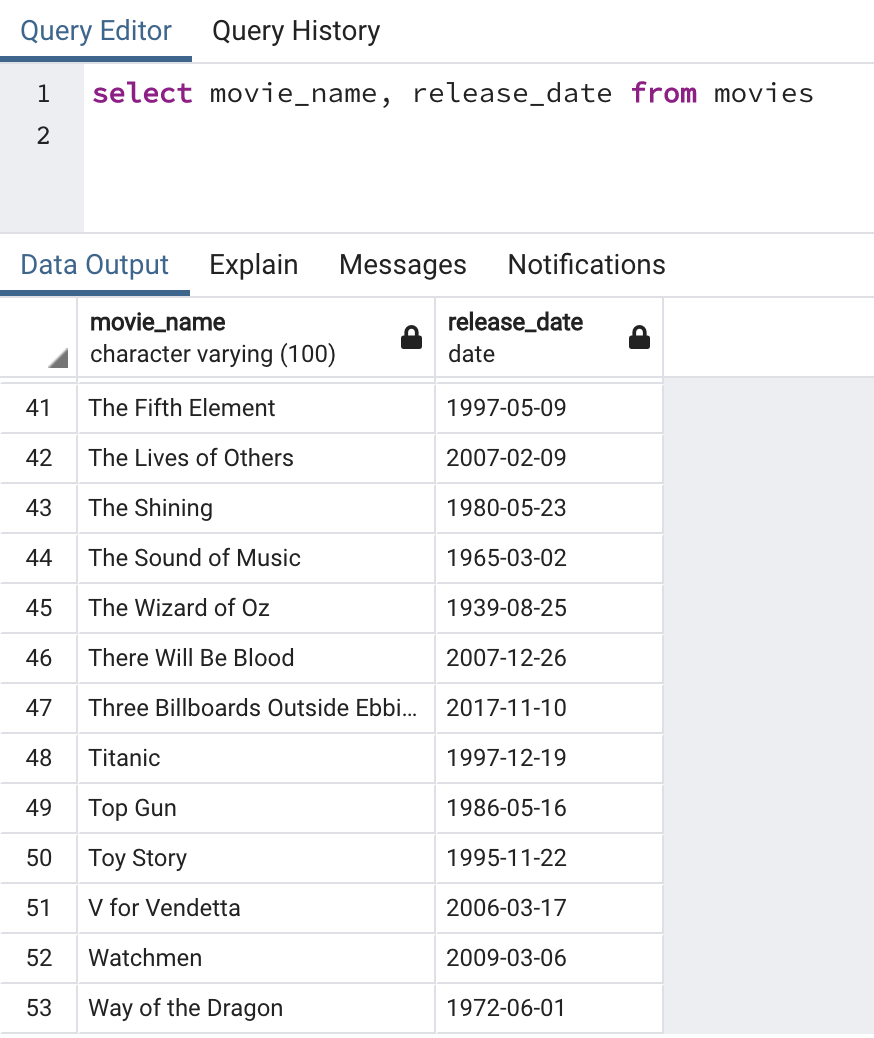 Query Editor Query History
1 select movie_name, release_date from movies
2
Data Output Explain Messages Notifications
movie_name release_date
character varying (100) date
41 The Fifth Element 1997-05-09
42 The Lives of Others 2007-02-09
43 The Shining 1980-05-23
44 The Sound of Music 1965-03-02
45 The Wizard of Oz 1939-08-25
46 There Will Be Blood 2007-12-26
47 Three Billboards Outside Ebbi... 2017-11-10
48 Titanic 1997-12-19
49 Top Gun 1986-05-16
50 Toy Story 1995-11-22
51 V for Vendetta 2006-03-17
52 Watchmen 2009-03-06
53 Way of the Dragon 1972-06-01